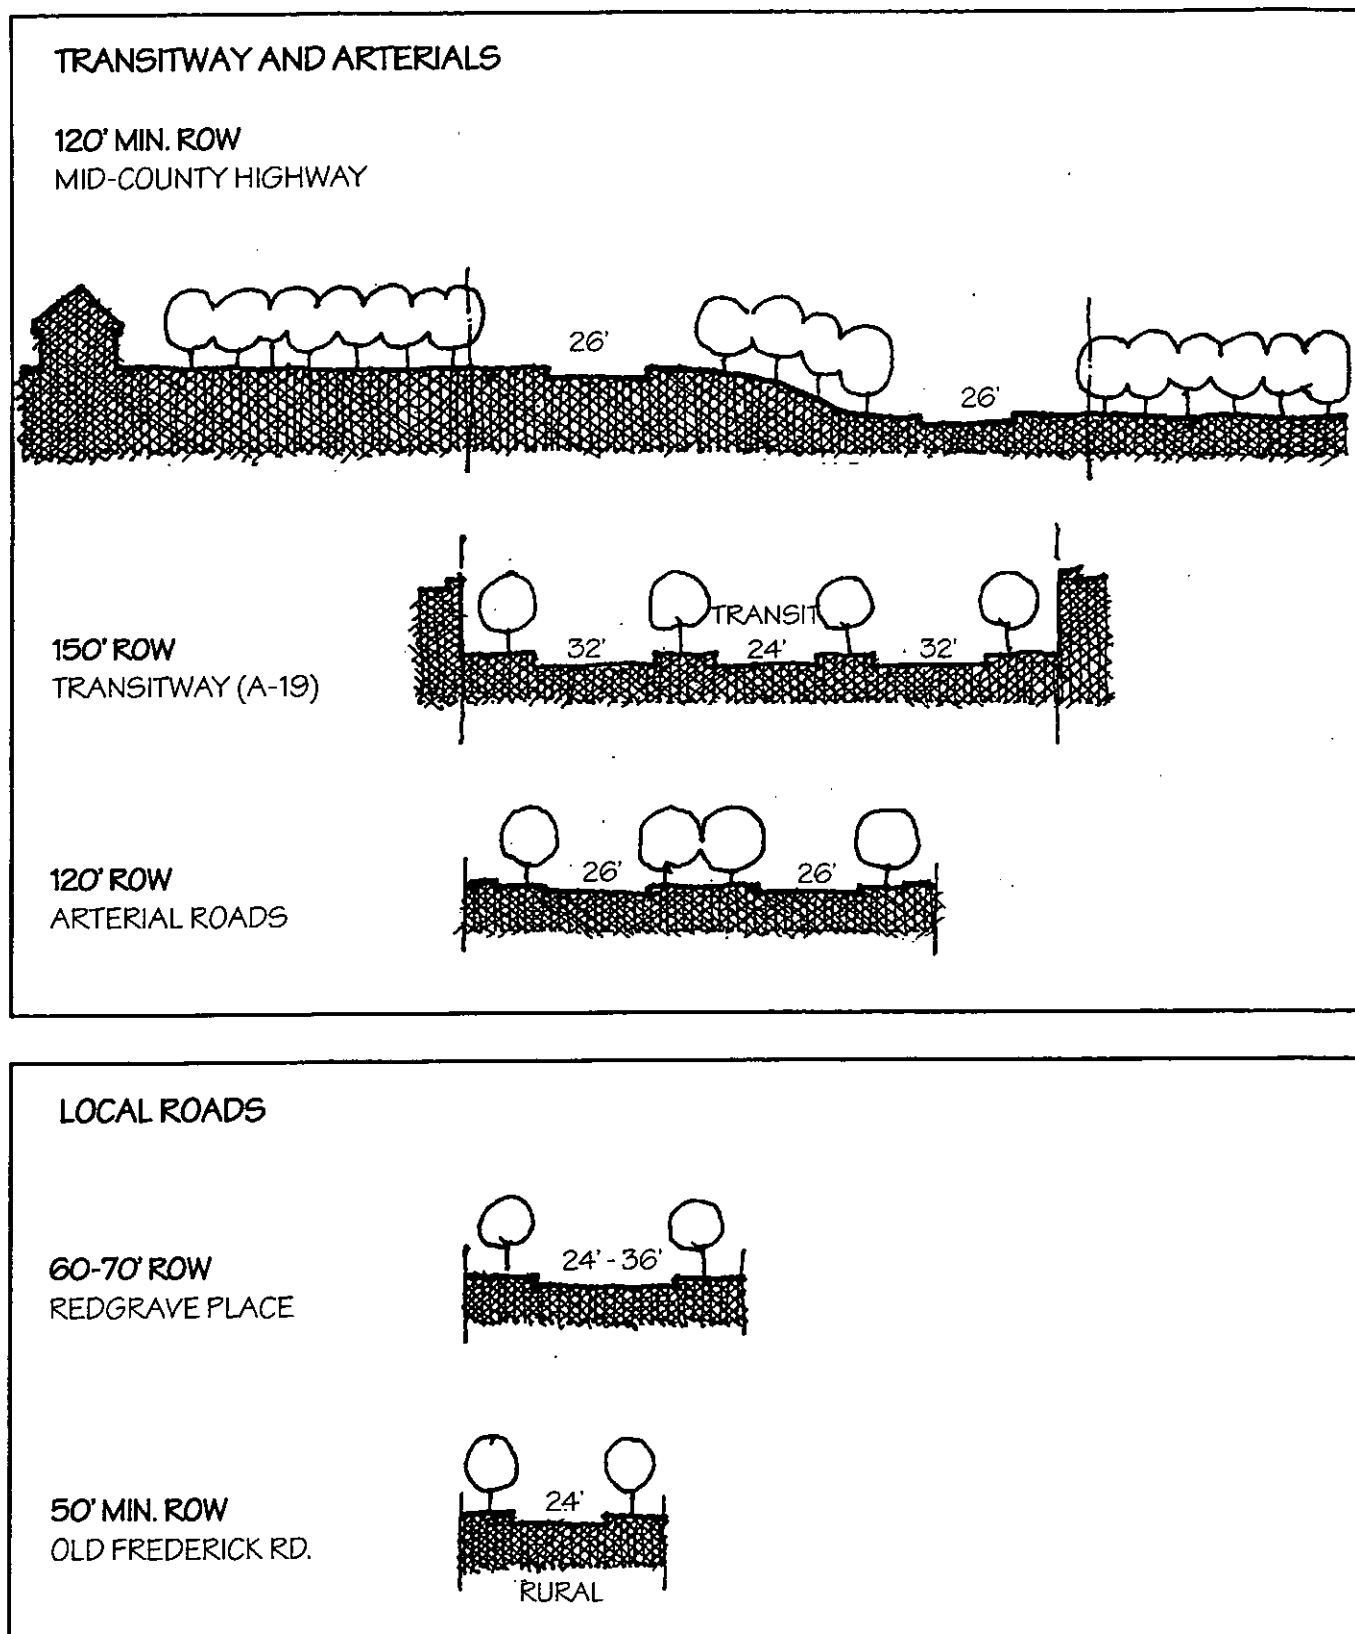 TRANSITWAY AND ARTERIALS
120' MIN. ROW
MID-COUNTY HIGHWAY
26'
26'
150' ROW
TRANSITWAY (A-19)
TRANSIT
32'
24'
32'
120' ROW
ARTERIAL ROADS
26'
26'
LOCAL ROADS
60-70' ROW
REDGRAVE PLACE
24' - 36'
50' MIN. ROW
OLD FREDERICK RD.
24'
RURAL